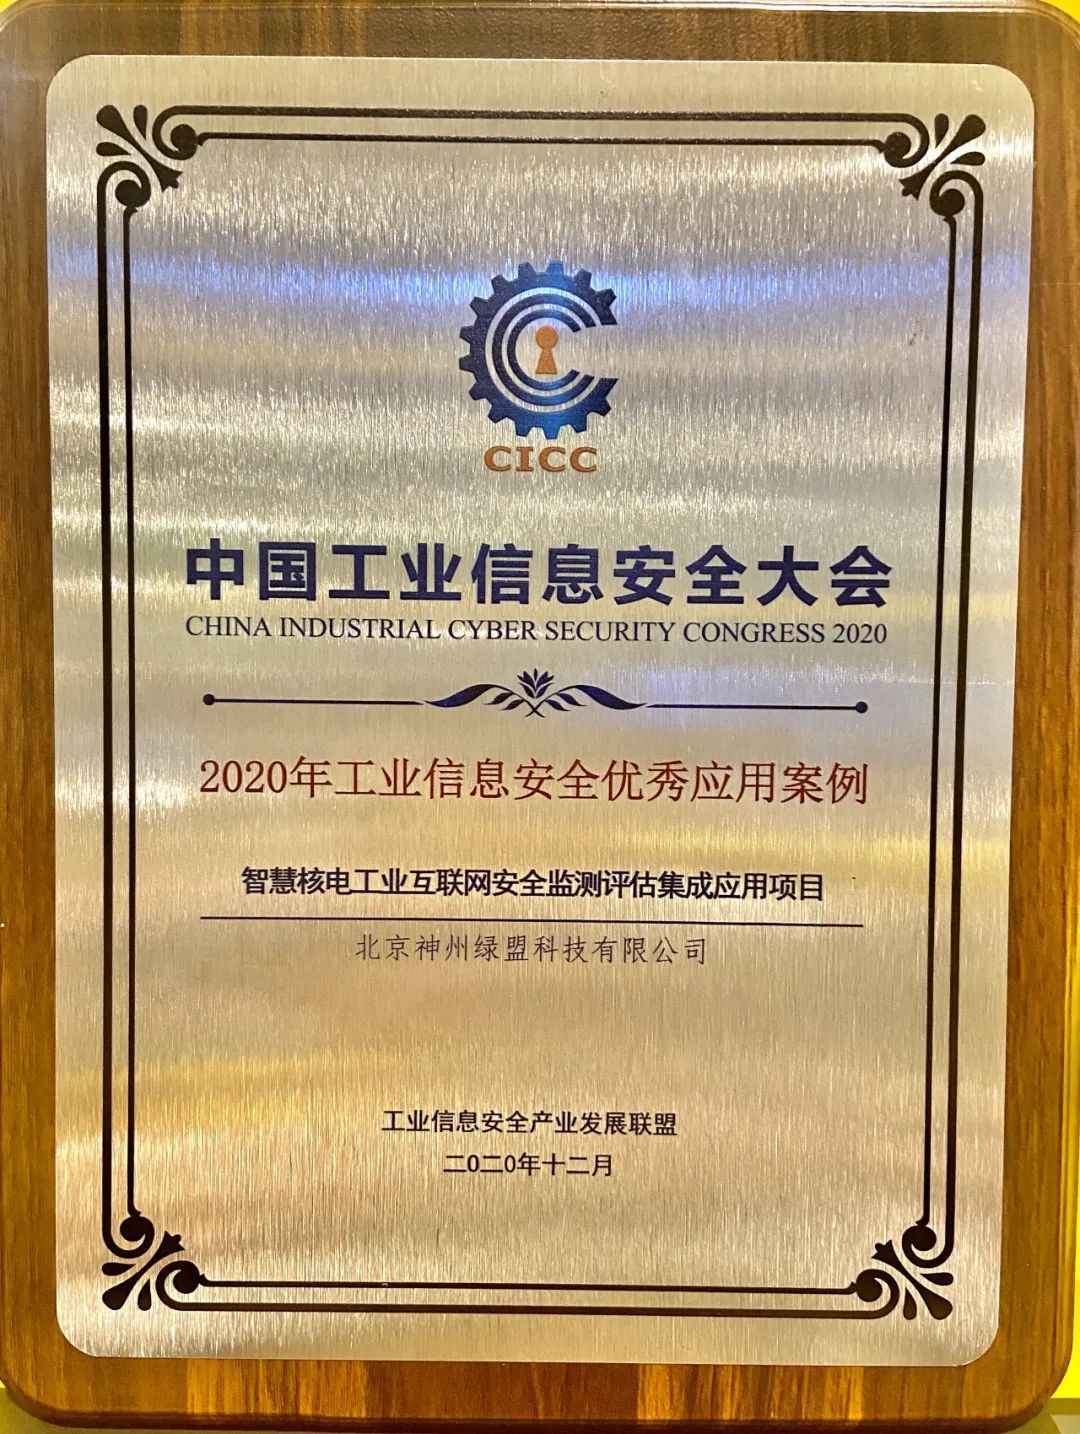 CICC
中国工业信息安全大会
CHINA INDUSTRIAL CYBER SECURITY CONGRESS 2020
2020年工业信息安全优秀应用案例
智慧核电工业互联网安全监测评估集成应用项目
北京神州绿盟科技有限公司
工业信息安全产业发展联盟
二0二0年十二月